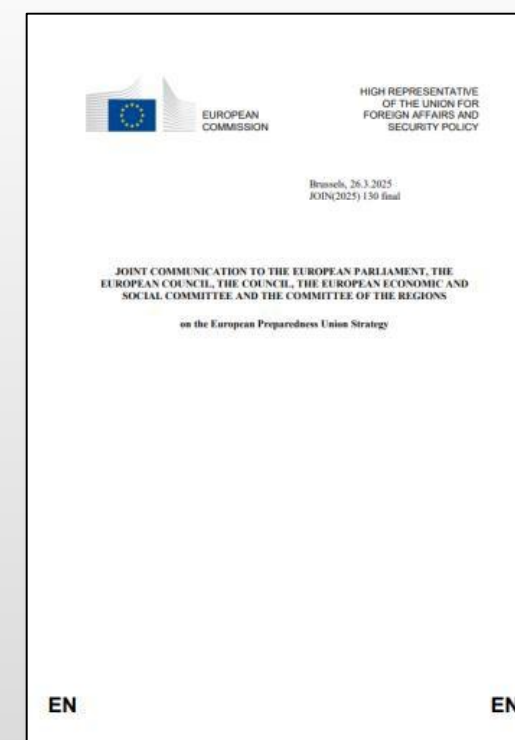 EUROPEAN
COMMISSION
HIGH REPRESENTATIVE
OF THE UNION FOR
FOREIGN AFFAIRS AND
SECURITY POLICY
Brussels, 26.3.2025
JOIN(2025) 130 final
JOINT COMMUNICATION TO THE EUROPEAN PARLIAMENT, THE
EUROPEAN COUNCIL, THE COUNCIL, THE EUROPEAN ECONOMIC AND
SOCIAL COMMITTEE AND THE COMMITTEE OF THE REGIONS
on the European Preparedness Union Strategy
EN
EN